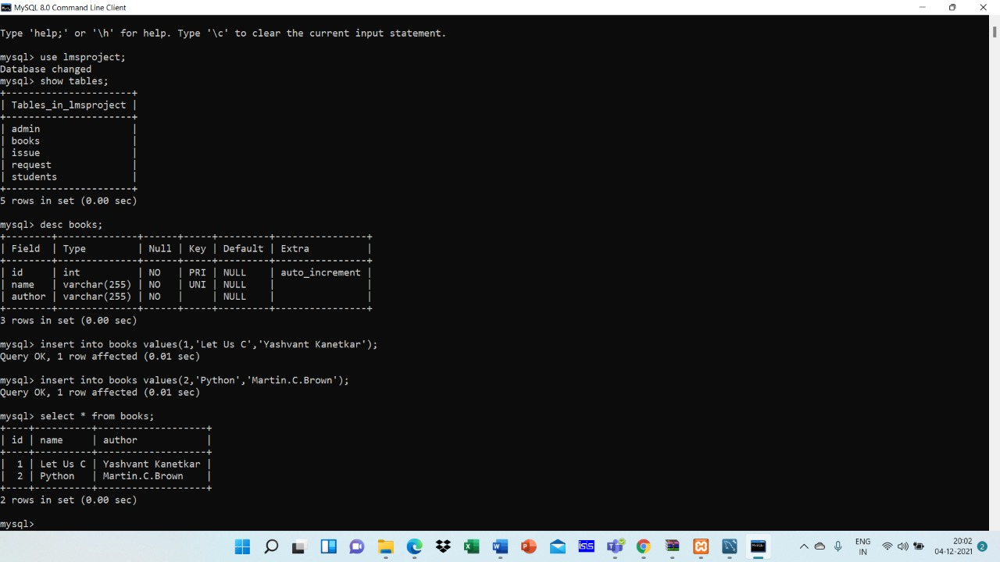 MySQL 8.0 Command Line Client
Type 'help;' or '\h' for help. Type '\c' to clear the current input statement.
mysql> use lmsproject;
Database changed
mysql> show tables;
+----------------------+
| Tables_in_lmsproject |
+----------------------+
| admin                |
| books                |
| issue                |
| request              |
| students             |
+----------------------+
5 rows in set (0.00 sec)
mysql> desc books;
+--------+--------------+------+-----+---------+----------------+
| Field  | Type         | Null | Key | Default | Extra          |
+--------+--------------+------+-----+---------+----------------+
| id     | int          | NO   | PRI | NULL    | auto_increment |
| name   | varchar(255) | NO   | UNI | NULL    |                |
| author | varchar(255) | NO   |     | NULL    |                |
+--------+--------------+------+-----+---------+----------------+
3 rows in set (0.00 sec)
mysql> insert into books values(1,'Let Us C','Yashvant Kanetkar');
Query OK, 1 row affected (0.01 sec)
mysql> insert into books values(2,'Python','Martin.C.Brown');
Query OK, 1 row affected (0.01 sec)
mysql> select * from books;
+----+----------+-------------------+
| id | name     | author            |
+----+----------+-------------------+
|  1 | Let Us C | Yashvant Kanetkar |
|  2 | Python   | Martin.C.Brown    |
+----+----------+-------------------+
2 rows in set (0.00 sec)
mysql>
isis
ENG
IN
20:02
04-12-2021
2